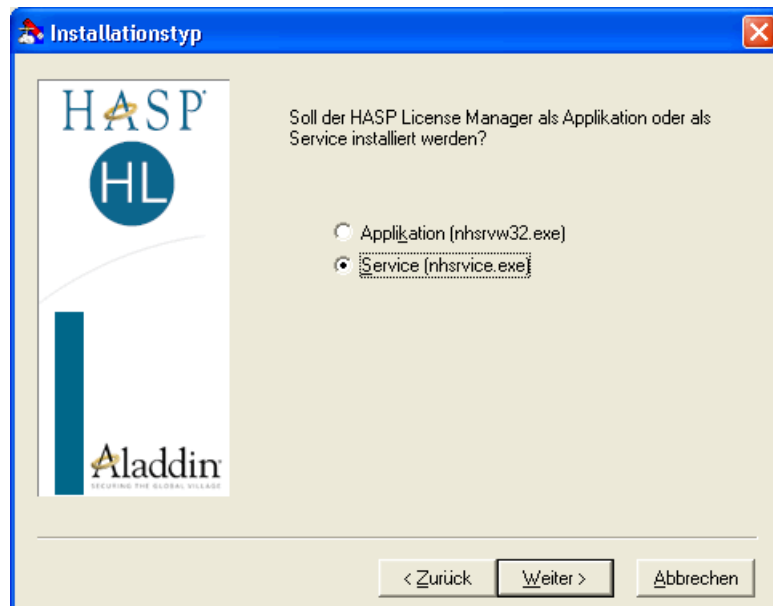 Installationstyp
HASP
HL
Soll der HASP License Manager als Applikation oder als
Service installiert werden?
Applikation (nhsrvw32.exe)
Service (nhsrvice.exe)
Aladdin
SECURING THE GLOBAL VILLAGE
< Zurück
Weiter >
Abbrechen